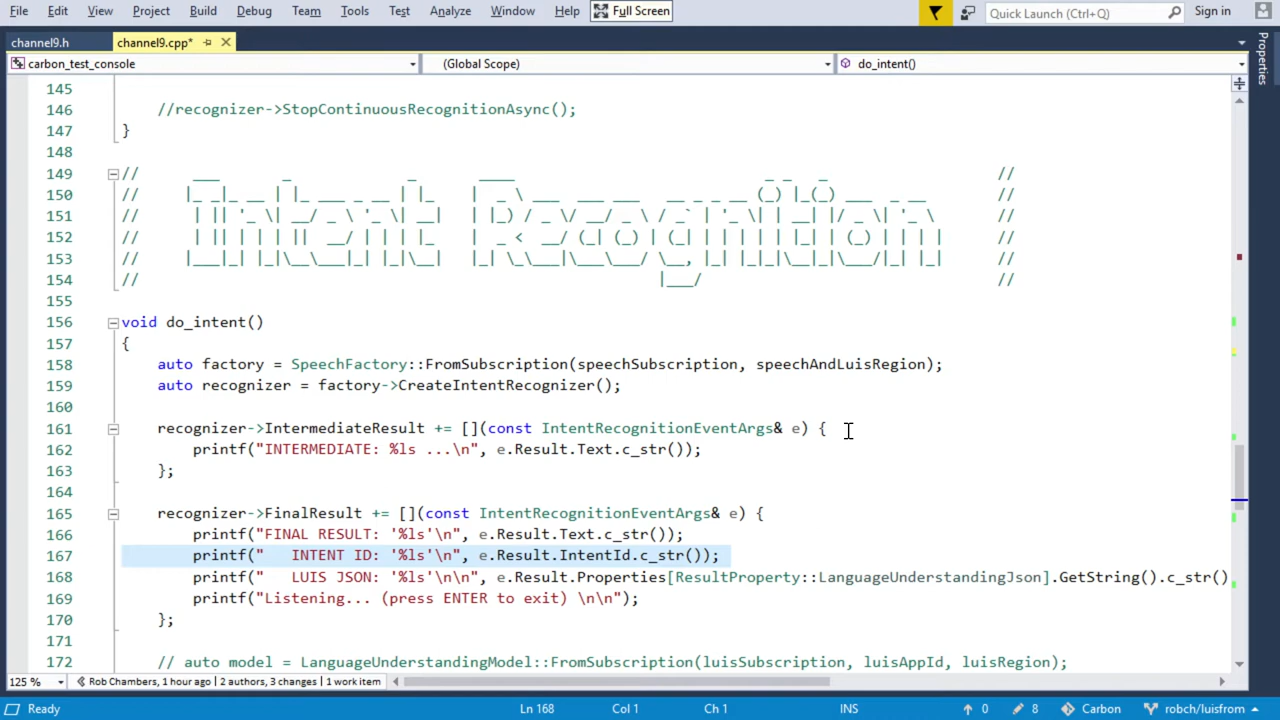 File Edit View Project Build Debug Team Tools Test Analyze Window Help Full Screen Quick Launch (Ctrl+Q) Sign in
channel9.h channel9.cpp*
Properties
carbon_test_console (Global Scope) do_intent()
145
146 //recognizer->StopContinuousRecognitionAsync();
147 }
148
149 // //
150 // //
151 // //
152 // Intent Recognition //
153 // //
154 // //
155
156 void do_intent()
157 {
158 auto factory = SpeechFactory::FromSubscription(speechSubscription, speechAndLuisRegion);
159 auto recognizer = factory->CreateIntentRecognizer();
160
161 recognizer->IntermediateResult += [](const IntentRecognitionEventArgs& e) {
162 printf("INTERMEDIATE: %ls ...\n", e.Result.Text.c_str());
163 };
164
165 recognizer->FinalResult += [](const IntentRecognitionEventArgs& e) {
166 printf("FINAL RESULT: '%ls'\n", e.Result.Text.c_str());
167 printf("   INTENT ID: '%ls'\n", e.Result.IntentId.c_str());
168 printf("   LUIS JSON: '%ls'\n\n", e.Result.Properties[ResultProperty::LanguageUnderstandingJson].GetString().c_str()
169 printf("Listening... (press ENTER to exit) \n\n");
170 };
171
172 // auto model = LanguageUnderstandingModel::FromSubscription(luisSubscription, luisAppId, luisRegion);
125 % Rob Chambers, 1 hour ago | 2 authors, 3 changes | 1 work item
Ready Ln 168 Col 1 Ch 1 INS 0 8 Carbon robch/luisfrom